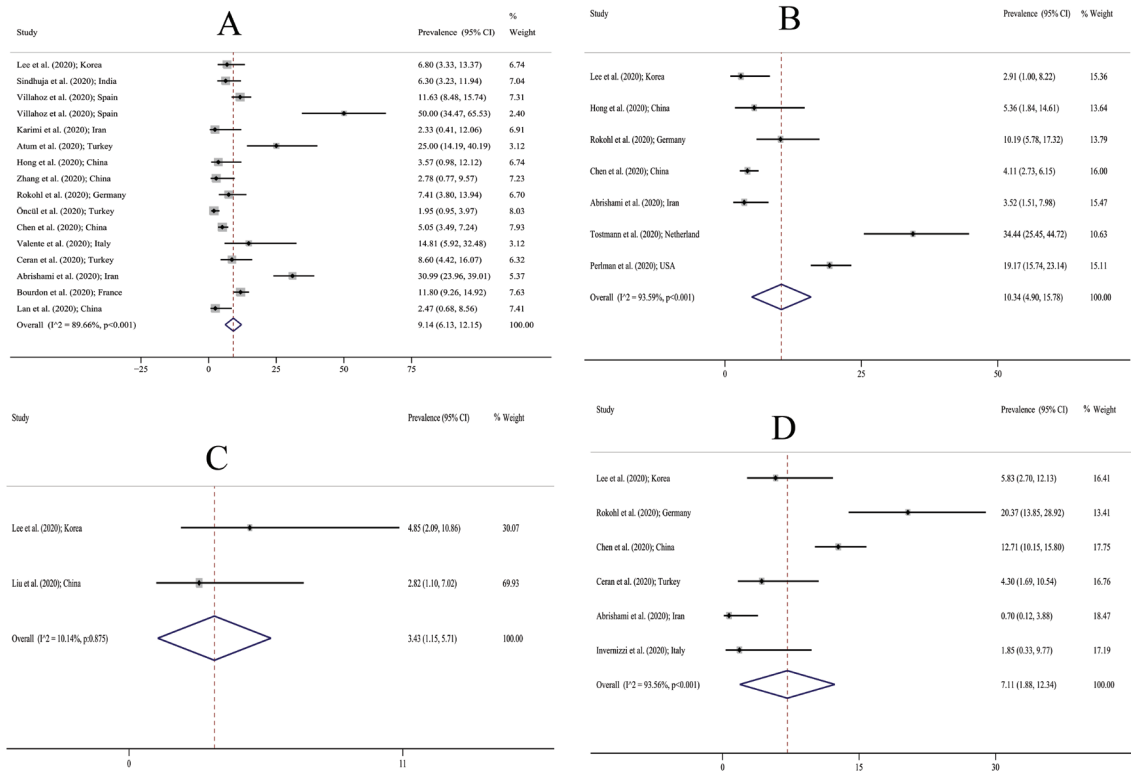 A
%
Study Prevalence (95% CI) Weight
Lee et al. (2020); Korea 6.80 (3.33, 13.37) 6.74
Sindhuja et al. (2020); India 6.30 (3.23, 11.94) 7.04
Villahoz et al. (2020); Spain 11.63 (8.48, 15.74) 7.31
Villahoz et al. (2020); Spain 50.00 (34.47, 65.53) 2.40
Karimi et al. (2020); Iran 2.33 (0.41, 12.06) 6.91
Atum et al. (2020); Turkey 25.00 (14.19, 40.19) 3.12
Hong et al. (2020); China 3.57 (0.98, 12.12) 6.74
Zhang et al. (2020); China 2.78 (0.77, 9.57) 7.23
Rokohl et al. (2020); Germany 7.41 (3.80, 13.94) 6.70
Öncül et al. (2020); Turkey 1.95 (0.95, 3.97) 8.03
Chen et al. (2020); China 5.05 (3.49, 7.24) 7.93
Valente et al. (2020); Italy 14.81 (5.92, 32.48) 3.12
Ceran et al. (2020); Turkey 8.60 (4.42, 16.07) 6.32
Abrishami et al. (2020); Iran 30.99 (23.96, 39.01) 5.37
Bourdon et al. (2020); France 11.80 (9.26, 14.92) 7.63
Lan et al. (2020); China 2.47 (0.68, 8.56) 7.41
Overall (I^2 = 89.66%, p<0.001) 9.14 (6.13, 12.15) 100.00
−25 0 25 50 75
B
Study Prevalence (95% CI) % Weight
Lee et al. (2020); Korea 2.91 (1.00, 8.22) 15.36
Hong et al. (2020); China 5.36 (1.84, 14.61) 13.64
Rokohl et al. (2020); Germany 10.19 (5.78, 17.32) 13.79
Chen et al. (2020); China 4.11 (2.73, 6.15) 16.00
Abrishami et al. (2020); Iran 3.52 (1.51, 7.98) 15.47
Tostmann et al. (2020); Netherland 34.44 (25.45, 44.72) 10.63
Perlman et al. (2020); USA 19.17 (15.74, 23.14) 15.11
Overall (I^2 = 93.59%, p<0.001) 10.34 (4.90, 15.78) 100.00
0 25 50
Study Prevalence (95% CI) % Weight
C
Lee et al. (2020); Korea 4.85 (2.09, 10.86) 30.07
Liu et al. (2020); China 2.82 (1.10, 7.02) 69.93
Overall (I^2 = 10.14%, p:0.875) 3.43 (1.15, 5.71) 100.00
0 11
Study Prevalence (95% CI) % Weight
D
Lee et al. (2020); Korea 5.83 (2.70, 12.13) 16.41
Rokohl et al. (2020); Germany 20.37 (13.85, 28.92) 13.41
Chen et al. (2020); China 12.71 (10.15, 15.80) 17.75
Ceran et al. (2020); Turkey 4.30 (1.69, 10.54) 16.76
Abrishami et al. (2020); Iran 0.70 (0.12, 3.88) 18.47
Invernizzi et al. (2020); Italy 1.85 (0.33, 9.77) 17.19
Overall (I^2 = 93.56%, p<0.001) 7.11 (1.88, 12.34) 100.00
0 15 30